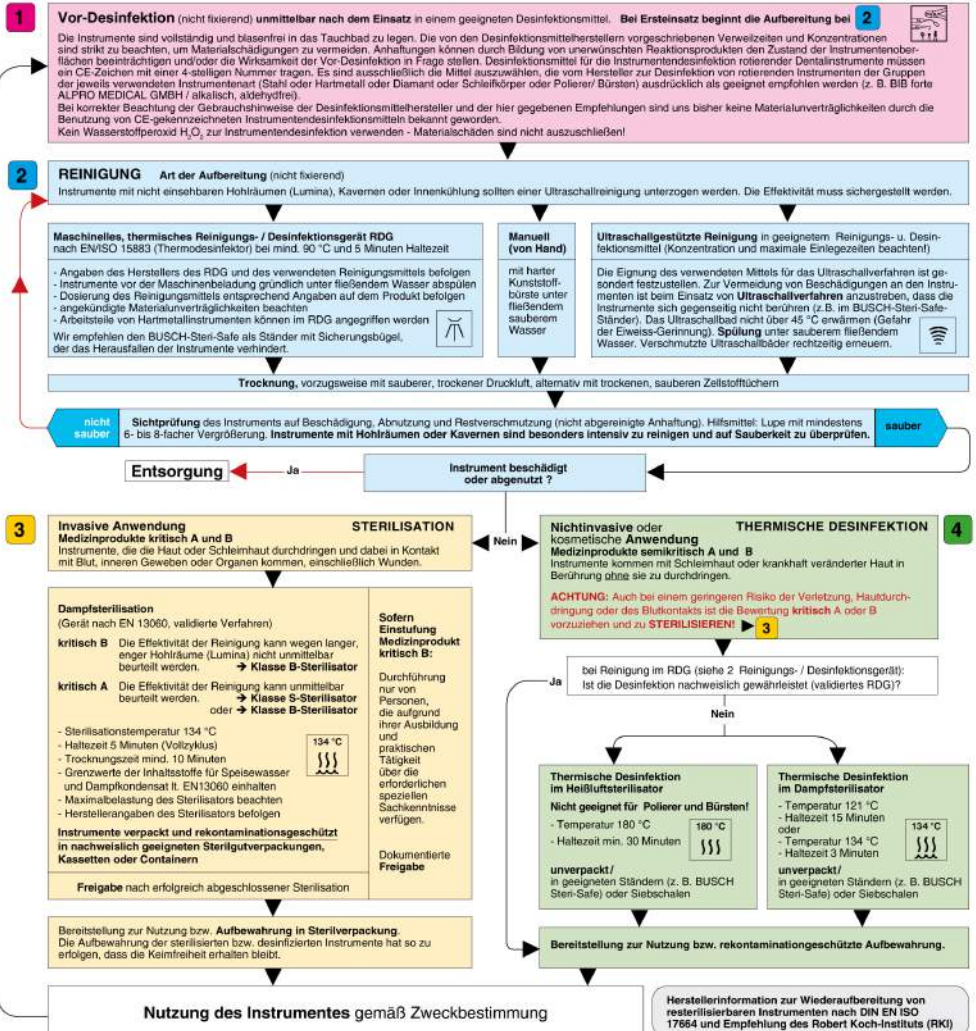 1
Vor-Desinfektion (nicht fixierend) unmittelbar nach dem Einsatz in einem geeigneten Desinfektionsmittel. Bei Ersteinsatz beginnt die Aufbereitung bei 2
Die Instrumente sind vollständig und blasenfrei in das Tauchbad zu legen. Die von den Desinfektionsmittelherstellern vorgeschriebenen Verweilzeiten und Konzentrationen
sind strikt zu beachten, um Materialschädigungen zu vermeiden. Anhaftungen können durch Bildung von unerwünschten Reaktionsprodukten den Zustand der Instrumentenober-
flächen beeinträchtigen und/oder die Wirksamkeit der Vor-Desinfektion in Frage stellen. Desinfektionsmittel für die Instrumentendesinfektion rotierender Dentalinstrumente müssen
ein CE-Zeichen mit einer 4-stelligen Nummer tragen. Es sind ausschließlich die Mittel auszuwählen, die vom Hersteller zur Desinfektion von rotierenden Instrumenten der Gruppen
der jeweils verwendeten Instrumentenart (Stahl oder Hartmetall oder Diamant oder Schleifkörper oder Polierer/ Bürsten) ausdrücklich als geeignet empfohlen werden (z. B. BIB forte
ALPRO MEDICAL GMBH / alkalisch, aldehydfrei).
Bei korrekter Beachtung der Gebrauchshinweise der Desinfektionsmittelhersteller und der hier gegebenen Empfehlungen sind uns bisher keine Materialunverträglichkeiten durch die
Benutzung von CE-gekennzeichneten Instrumentendesinfektionsmitteln bekannt geworden.
Kein Wasserstoffperoxid H₂O₂ zur Instrumentendesinfektion verwenden - Materialschäden sind nicht auszuschließen!
2
REINIGUNG Art der Aufbereitung (nicht fixierend)
Instrumente mit nicht einsehbaren Hohlräumen (Lumina), Kavernen oder Innenkühlung sollten einer Ultraschallreinigung unterzogen werden. Die Effektivität muss sichergestellt werden.
Maschinelles, thermisches Reinigungs- / Desinfektionsgerät RDG
nach EN/ISO 15883 (Thermodesinfektor) bei mind. 90 °C und 5 Minuten Haltezeit
- Angaben des Herstellers des RDG und des verwendeten Reinigungsmittels befolgen
- Instrumente vor der Maschinenbeladung gründlich unter fließendem Wasser abspülen
- Dosierung des Reinigungsmittels entsprechend Angaben auf dem Produkt befolgen
- angekündigte Materialunverträglichkeiten beachten
- Arbeitsteile von Hartmetallinstrumenten können im RDG angegriffen werden
Wir empfehlen den BUSCH-Steri-Safe als Ständer mit Sicherungsbügel,
der das Herausfallen der Instrumente verhindert.
Manuell
(von Hand)
mit harter
Kunststoff-
bürste unter
fließendem
sauberem
Wasser
Ultraschallgestützte Reinigung in geeignetem Reinigungs- u. Desin-
fektionsmittel (Konzentration und maximale Einlegezeiten beachten!)
Die Eignung des verwendeten Mittels für das Ultraschallverfahren ist ge-
sondert festzustellen. Zur Vermeidung von Beschädigungen an den Instru-
menten ist beim Einsatz von Ultraschallverfahren anzustreben, dass die
Instrumente sich gegenseitig nicht berühren (z.B. im BUSCH-Steri-Safe-
Ständer). Das Ultraschallbad nicht über 45 °C erwärmen (Gefahr
der Eiweiss-Gerinnung). Spülung unter sauberem fließendem
Wasser. Verschmutzte Ultraschallbäder rechtzeitig erneuern.
Trocknung, vorzugsweise mit sauberer, trockener Druckluft, alternativ mit trockenen, sauberen Zellstofftüchern
nicht
sauber
Sichtprüfung des Instruments auf Beschädigung, Abnutzung und Restverschmutzung (nicht abgereinigte Anhaftung). Hilfsmittel: Lupe mit mindestens
6- bis 8-facher Vergrößerung. Instrumente mit Hohlräumen oder Kavernen sind besonders intensiv zu reinigen und auf Sauberkeit zu überprüfen.
sauber
Entsorgung
Ja
Instrument beschädigt
oder abgenutzt ?
Nein
3
Invasive Anwendung STERILISATION
Medizinprodukte kritisch A und B
Instrumente, die die Haut oder Schleimhaut durchdringen und dabei in Kontakt
mit Blut, inneren Geweben oder Organen kommen, einschließlich Wunden.
Dampfsterilisation
(Gerät nach EN 13060, validierte Verfahren)
kritisch B Die Effektivität der Reinigung kann wegen langer,
enger Hohlräume (Lumina) nicht unmittelbar
beurteilt werden. ➔ Klasse B-Sterilisator
kritisch A Die Effektivität der Reinigung kann unmittelbar
beurteilt werden. ➔ Klasse S-Sterilisator
oder ➔ Klasse B-Sterilisator
- Sterilisationstemperatur 134 °C
- Haltezeit 5 Minuten (Vollzyklus)
- Trocknungszeit mind. 10 Minuten
- Grenzwerte der Inhaltsstoffe für Speisewasser
und Dampfkondensat lt. EN13060 einhalten
- Maximalbelastung des Sterilisators beachten
- Herstellerangaben des Sterilisators befolgen
134 °C
Instrumente verpackt und rekontaminationsgeschützt
in nachweislich geeigneten Sterilgutverpackungen,
Kassetten oder Containern
Freigabe nach erfolgreich abgeschlossener Sterilisation
Sofern
Einstufung
Medizinprodukt
kritisch B:
Durchführung
nur von
Personen,
die aufgrund
ihrer Ausbildung
und
praktischen
Tätigkeit
über die
erforderlichen
speziellen
Sachkenntnisse
verfügen.
Dokumentierte
Freigabe
Bereitstellung zur Nutzung bzw. Aufbewahrung in Sterilverpackung.
Die Aufbewahrung der sterilisierten bzw. desinfizierten Instrumente hat so zu
erfolgen, dass die Keimfreiheit erhalten bleibt.
4
Nichtinvasive oder THERMISCHE DESINFEKTION
kosmetische Anwendung
Medizinprodukte semikritisch A und B
Instrumente kommen mit Schleimhaut oder krankhaft veränderter Haut in
Berührung ohne sie zu durchdringen.
ACHTUNG: Auch bei einem geringeren Risiko der Verletzung, Hautdurch-
dringung oder des Blutkontakts ist die Bewertung kritisch A oder B
vorzuziehen und zu STERILISIEREN! 3
Ja
bei Reinigung im RDG (siehe 2 Reinigungs- / Desinfektionsgerät):
Ist die Desinfektion nachweislich gewährleistet (validiertes RDG)?
Nein
Thermische Desinfektion
im Heißluftsterilisator
Nicht geeignet für Polierer und Bürsten!
- Temperatur 180 °C
- Haltezeit min. 30 Minuten
180 °C
unverpackt/
in geeigneten Ständern (z. B. BUSCH
Steri-Safe) oder Siebschalen
Thermische Desinfektion
im Dampfsterilisator
- Temperatur 121 °C
- Haltezeit 15 Minuten
oder
- Temperatur 134 °C
- Haltezeit 3 Minuten
134 °C
unverpackt/
in geeigneten Ständern (z. B. BUSCH
Steri-Safe) oder Siebschalen
Bereitstellung zur Nutzung bzw. rekontaminationgeschützte Aufbewahrung.
Nutzung des Instrumentes gemäß Zweckbestimmung
Herstellerinformation zur Wiederaufbereitung von
resterilisierbaren Instrumenten nach DIN EN ISO
17664 und Empfehlung des Robert Koch-Instituts (RKI)